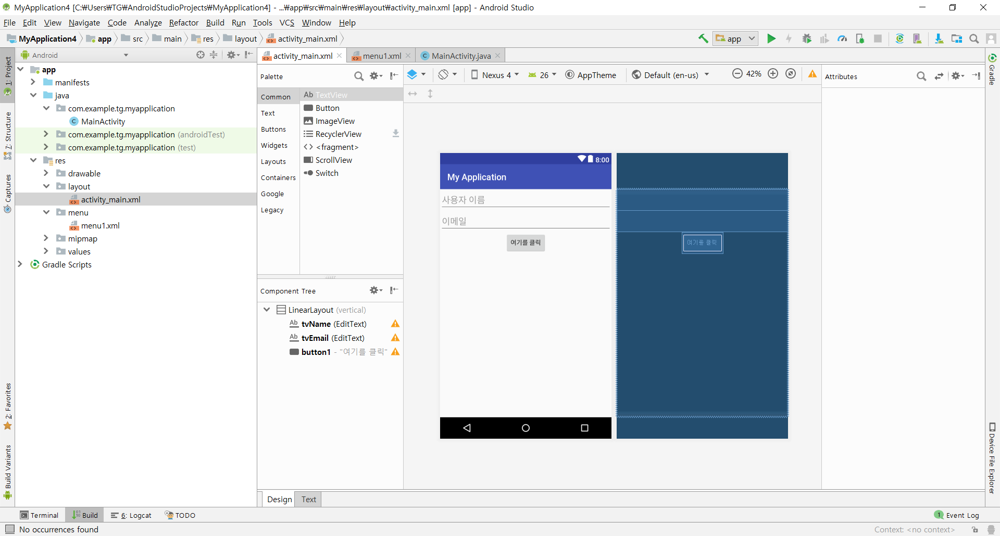 MyApplication4 [C:₩Users₩TG₩AndroidStudioProjects₩MyApplication4] - ...₩app₩src₩main₩res₩layout₩activity_main.xml [app] - Android Studio
File Edit View Navigate Code Analyze Refactor Build Run Tools VCS Window Help
MyApplication4 app src main res layout activity_main.xml
app
1: Project
7: Structure
Captures
2: Favorites
Build Variants
Android
app
manifests
java
com.example.tg.myapplication
MainActivity
com.example.tg.myapplication (androidTest)
com.example.tg.myapplication (test)
res
drawable
layout
activity_main.xml
menu
menu1.xml
mipmap
values
Gradle Scripts
activity_main.xml menu1.xml MainActivity.java
Palette
Common
Text
Buttons
Widgets
Layouts
Containers
Google
Legacy
Ab TextView
Button
ImageView
RecyclerView
<fragment>
ScrollView
Switch
Component Tree
LinearLayout (vertical)
Ab tvName (EditText)
Ab tvEmail (EditText)
button1 - "여기를 클릭"
Nexus 4 26 AppTheme Default (en-us) 42%
8:00
My Application
사용자 이름
이메일
여기를 클릭
여기를 클릭
Attributes
Gradle
Device File Explorer
Design Text
Terminal Build 6: Logcat TODO
1 Event Log
No occurrences found
Context: <no context>